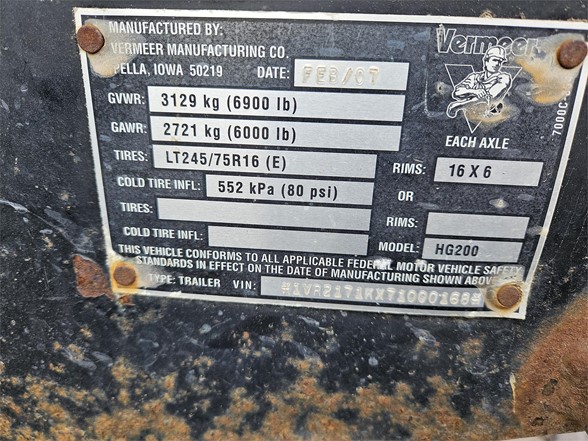 MANUFACTURED BY:
VERMEER MANUFACTURING CO.
PELLA, IOWA 50219 DATE: FEB/07
Vermeer
GVWR: 3129 kg (6900 lb)
GAWR: 2721 kg (6000 lb)
EACH AXLE
TIRES: LT245/75R16 (E) RIMS: 16 X 6
COLD TIRE INFL: 552 kPa (80 psi) OR
TIRES: RIMS:
COLD TIRE INFL: MODEL: HG200
THIS VEHICLE CONFORMS TO ALL APPLICABLE FEDERAL MOTOR VEHICLE SAFETY
STANDARDS IN EFFECT ON THE DATE OF MANUFACTURING SHOWN ABOVE
TYPE: TRAILER VIN: